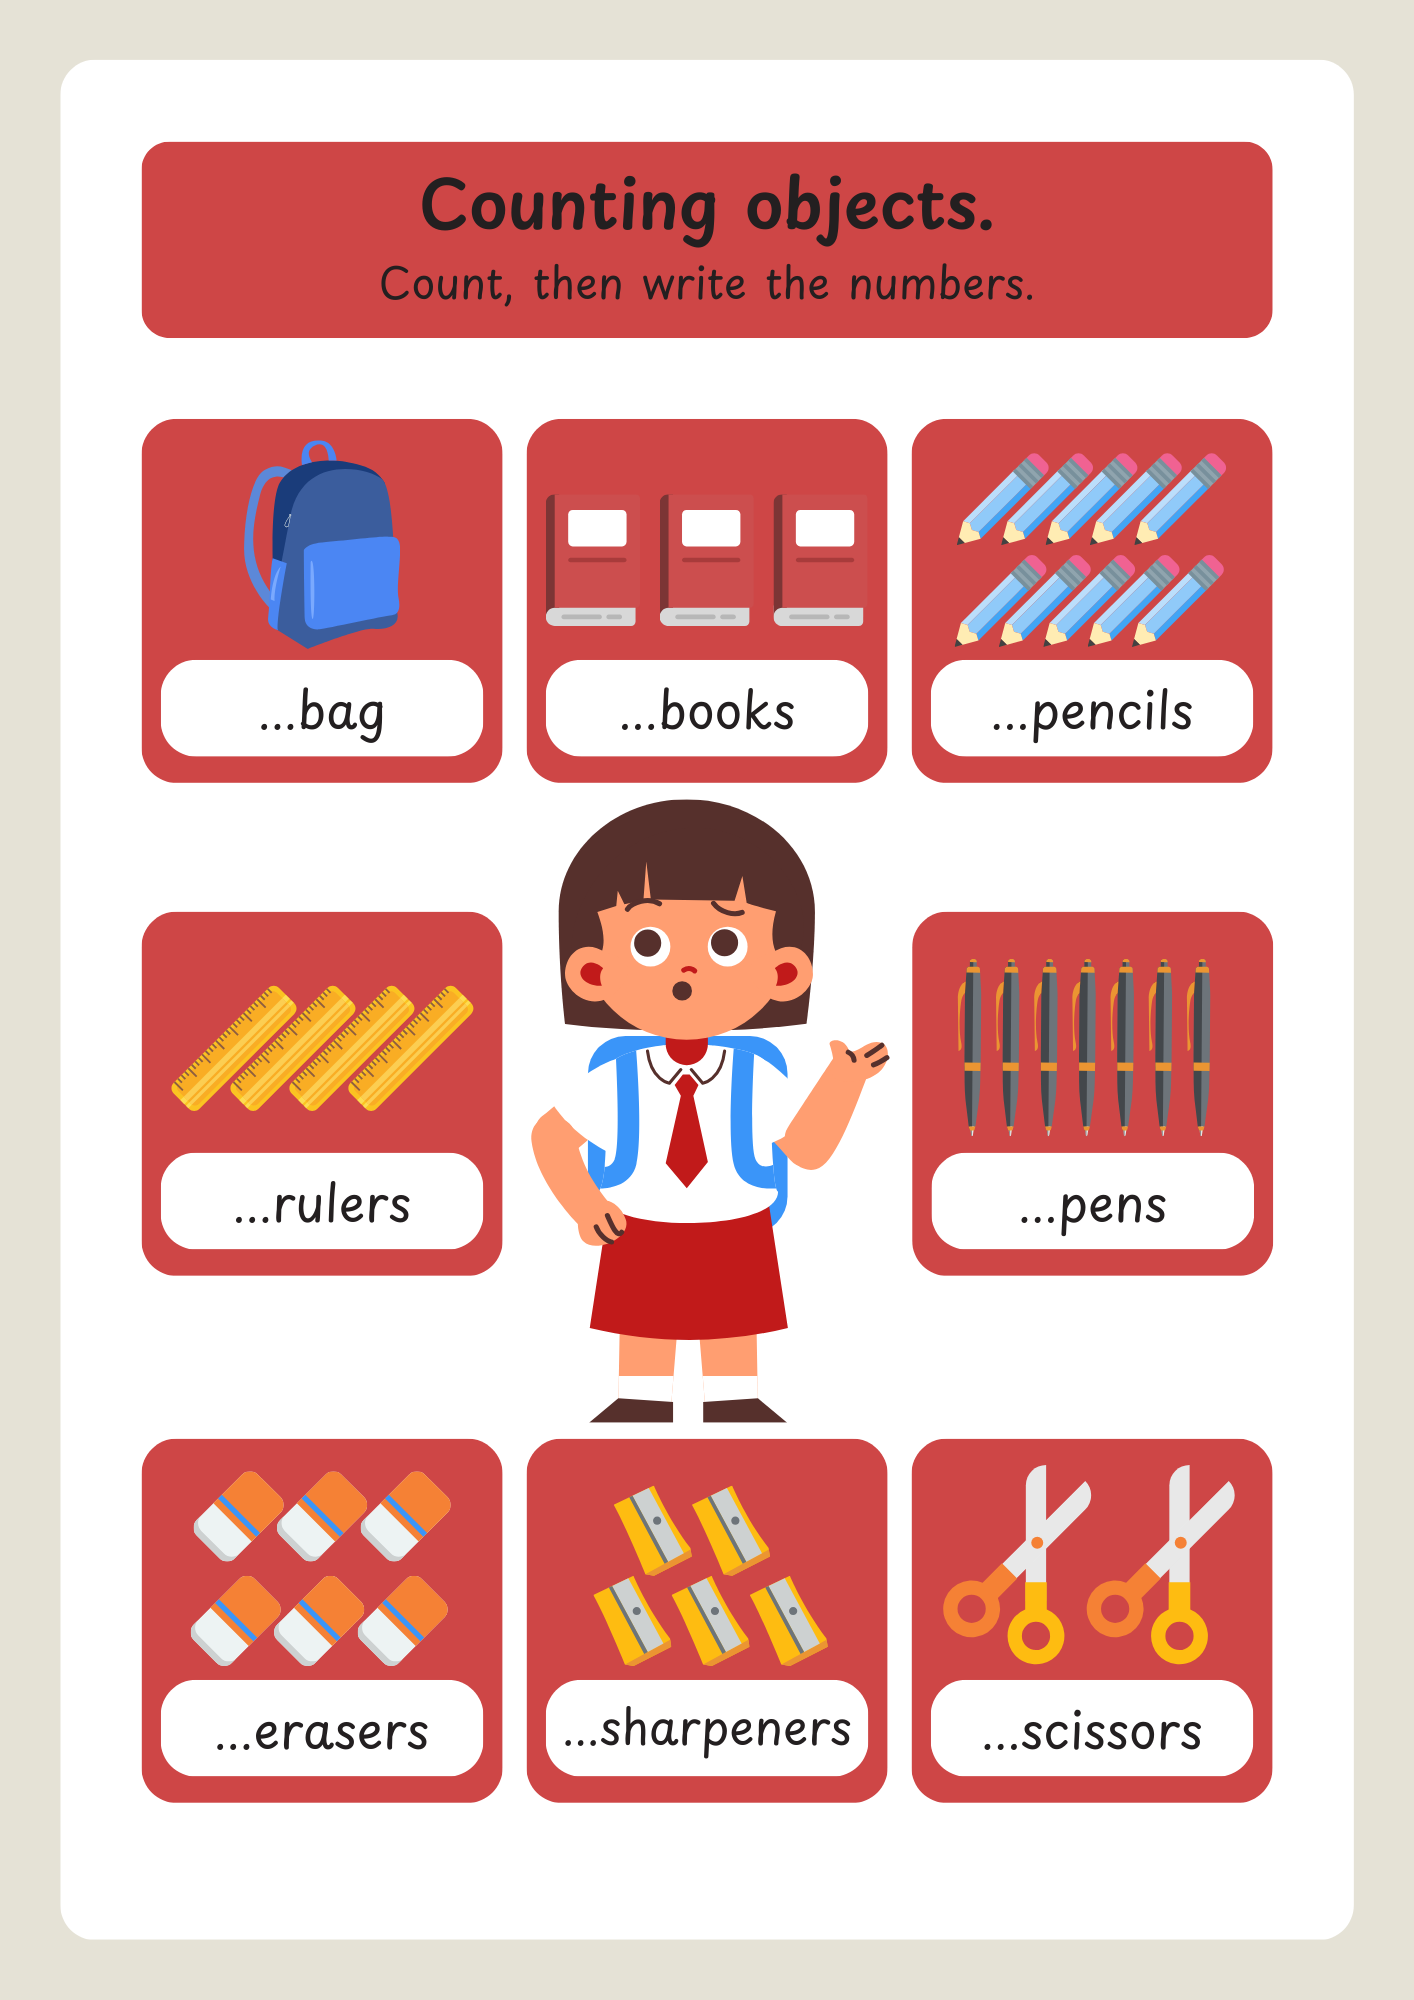 Counting objects.
Count, then write the numbers.
...bag
...books
...pencils
...rulers
...pens
...erasers
...sharpeners
...scissors